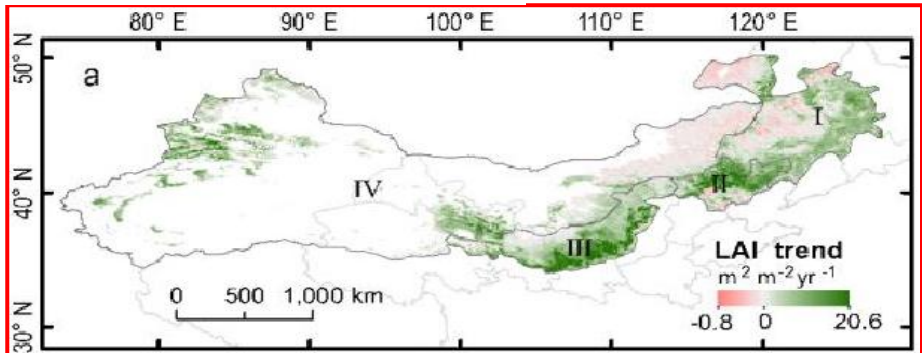 80° E 90° E 100° E 110° E 120° E
50° N
a
I
II
40° N
IV
III
LAI trend
m² m⁻² yr⁻¹
0 500 1,000 km
-0.8 0 20.6
30° N